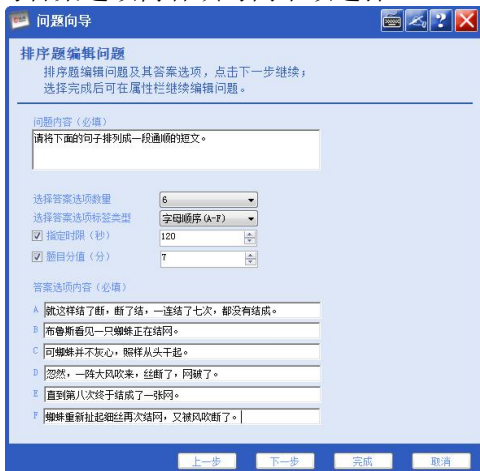 问题向导
排序题编辑问题
排序题编辑问题及其答案选项，点击下一步继续；
选择完成后可在属性栏继续编辑问题。
问题内容（必填）
请将下面的句子排列成一段通顺的短文。
选择答案选项数量 6
选择答案选项标签类型 字母顺序(A-F)
指定时限（秒） 120
题目分值（分） 7
答案选项内容（必填）
A 就这样结了断，断了结，一连结了七次，都没有结成。
B 布鲁斯看见一只蜘蛛正在结网。
C 可蜘蛛并不灰心，照样从头干起。
D 忽然，一阵大风吹来，丝断了，网破了。
E 直到第八次终于结成了一张网。
F 蜘蛛重新扯起细丝再次结网，又被风吹断了。
上一步 下一步 完成 取消